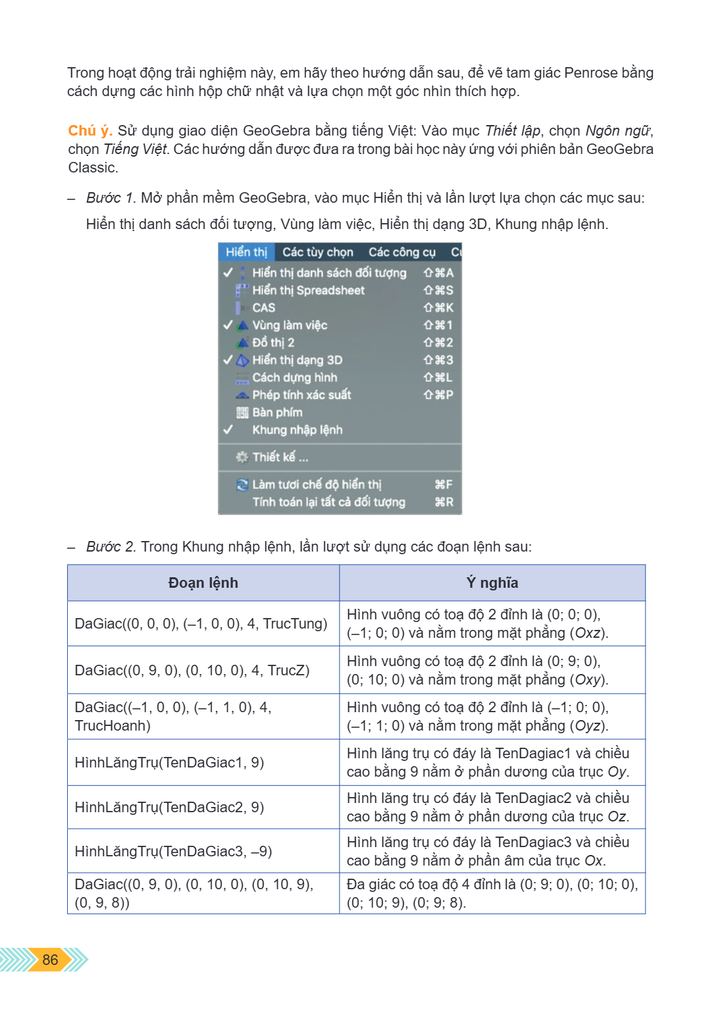 Trong hoạt động trải nghiệm này, em hãy theo hướng dẫn sau, để vẽ tam giác Penrose bằng
cách dựng các hình hộp chữ nhật và lựa chọn một góc nhìn thích hợp.
Chú ý. Sử dụng giao diện GeoGebra bằng tiếng Việt: Vào mục Thiết lập, chọn Ngôn ngữ,
chọn Tiếng Việt. Các hướng dẫn được đưa ra trong bài học này ứng với phiên bản GeoGebra
Classic.
– Bước 1. Mở phần mềm GeoGebra, vào mục Hiển thị và lần lượt lựa chọn các mục sau:
Hiển thị danh sách đối tượng, Vùng làm việc, Hiển thị dạng 3D, Khung nhập lệnh.
Hiển thị Các tùy chọn Các công cụ
✓ Hiển thị danh sách đối tượng ⇧⌘A
Hiển thị Spreadsheet ⇧⌘S
CAS ⇧⌘K
✓ Vùng làm việc ⇧⌘1
Đồ thị 2 ⇧⌘2
✓ Hiển thị dạng 3D ⇧⌘3
Cách dựng hình ⇧⌘L
Phép tính xác suất ⇧⌘P
Bàn phím
✓ Khung nhập lệnh
Thiết kế ...
Làm tươi chế độ hiển thị ⌘F
Tính toán lại tất cả đối tượng ⌘R
– Bước 2. Trong Khung nhập lệnh, lần lượt sử dụng các đoạn lệnh sau:
Đoạn lệnh Ý nghĩa
DaGiac((0, 0, 0), (–1, 0, 0), 4, TrucTung) Hình vuông có toạ độ 2 đỉnh là (0; 0; 0),
(–1; 0; 0) và nằm trong mặt phẳng (Oxz).
DaGiac((0, 9, 0), (0, 10, 0), 4, TrucZ) Hình vuông có toạ độ 2 đỉnh là (0; 9; 0),
(0; 10; 0) và nằm trong mặt phẳng (Oxy).
DaGiac((–1, 0, 0), (–1, 1, 0), 4, Hình vuông có toạ độ 2 đỉnh là (–1; 0; 0),
TrucHoanh) (–1; 1; 0) và nằm trong mặt phẳng (Oyz).
HìnhLăngTrụ(TenDaGiac1, 9) Hình lăng trụ có đáy là TenDagiac1 và chiều
cao bằng 9 nằm ở phần dương của trục Oy.
HìnhLăngTrụ(TenDaGiac2, 9) Hình lăng trụ có đáy là TenDagiac2 và chiều
cao bằng 9 nằm ở phần dương của trục Oz.
HìnhLăngTrụ(TenDaGiac3, –9) Hình lăng trụ có đáy là TenDagiac3 và chiều
cao bằng 9 nằm ở phần âm của trục Ox.
DaGiac((0, 9, 0), (0, 10, 0), (0, 10, 9), Đa giác có toạ độ 4 đỉnh là (0; 9; 0), (0; 10; 0),
(0, 9, 8)) (0; 10; 9), (0; 9; 8).
86